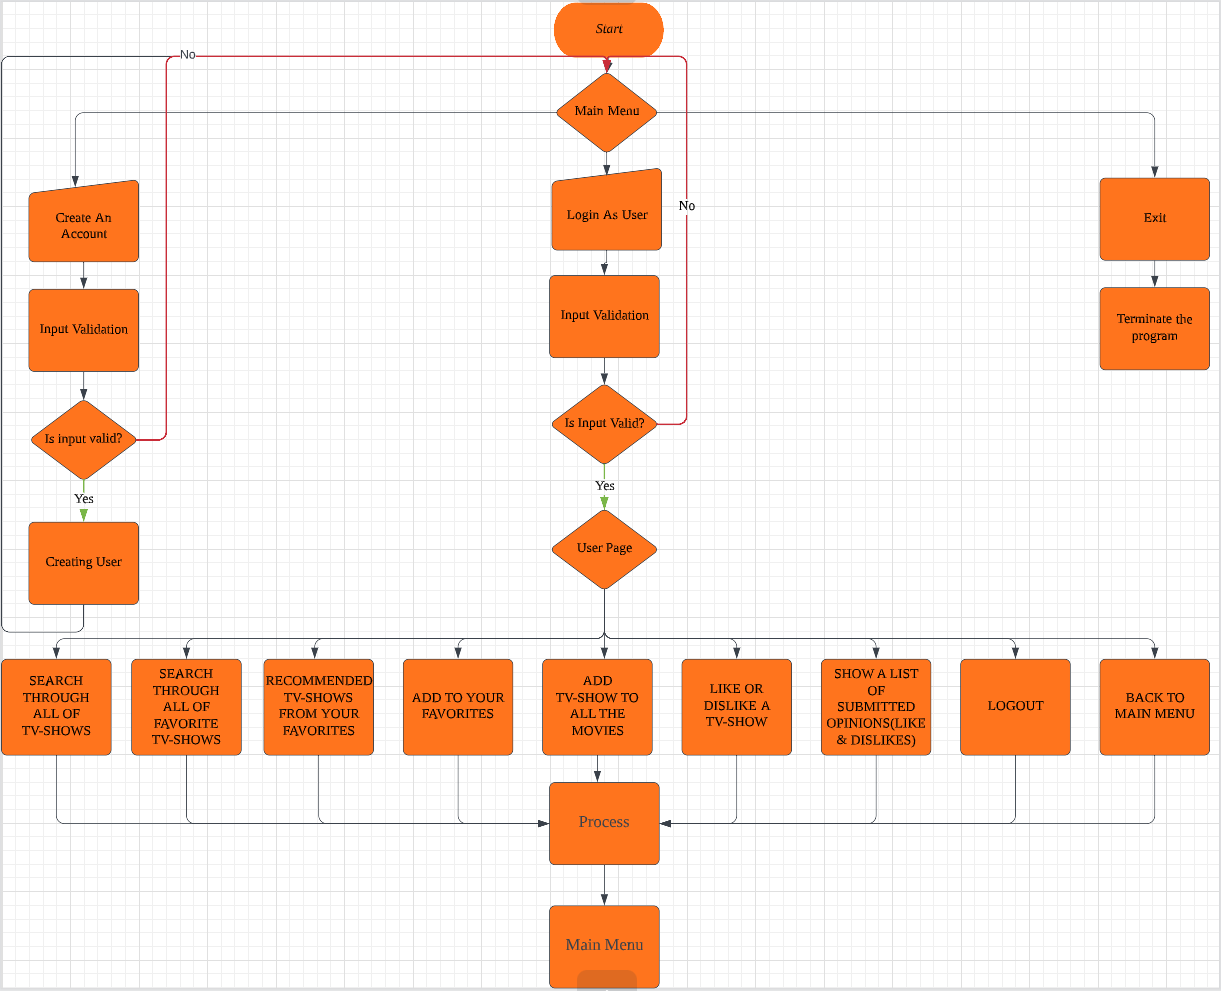 Start
No
Main Menu
Create An
Account
Login As User
No
Exit
Input Validation
Input Validation
Terminate the
program
Is input valid?
Is Input Valid?
Yes
Yes
Creating User
User Page
SEARCH
THROUGH
ALL OF
TV-SHOWS
SEARCH
THROUGH
ALL OF
FAVORITE
TV-SHOWS
RECOMMENDED
TV-SHOWS
FROM YOUR
FAVORITES
ADD TO YOUR
FAVORITES
ADD
TV-SHOW TO
ALL THE
MOVIES
LIKE OR
DISLIKE A
TV-SHOW
SHOW A LIST
OF
SUBMITTED
OPINIONS(LIKE
& DISLIKES)
LOGOUT
BACK TO
MAIN MENU
Process
Main Menu